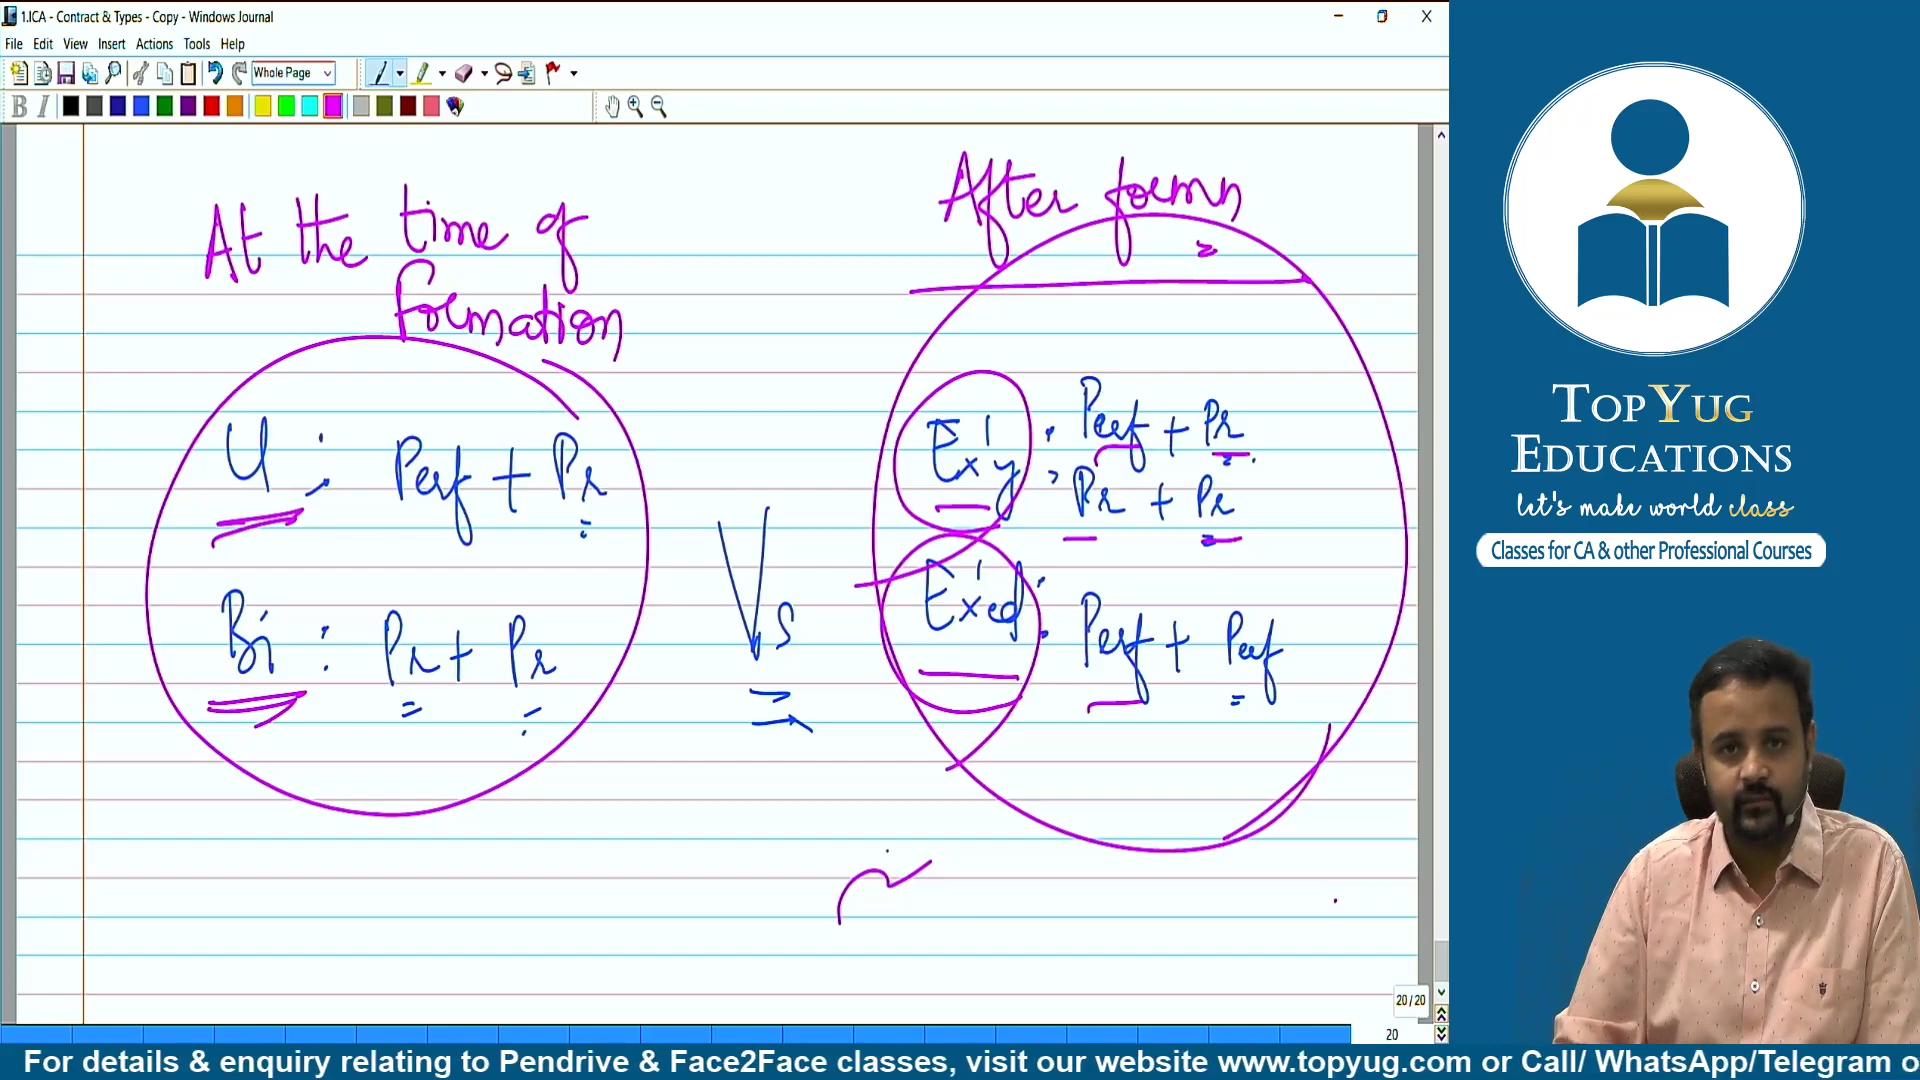 1.ICA - Contract & Types - Copy - Windows Journal
File Edit View Insert Actions Tools Help
Whole Page
B I
At the time of
formation
U : Perf + Pr
Bi : Pr + Pr
Vs
After formn
Ex'y : Perf + Pr
Pr + Pr
Ex'ed : Perf + Perf
20 / 20
20
TOPYUG
EDUCATIONS
let's make world class
Classes for CA & other Professional Courses
For details & enquiry relating to Pendrive & Face2Face classes, visit our website www.topyug.com or Call/ WhatsApp/Telegram o